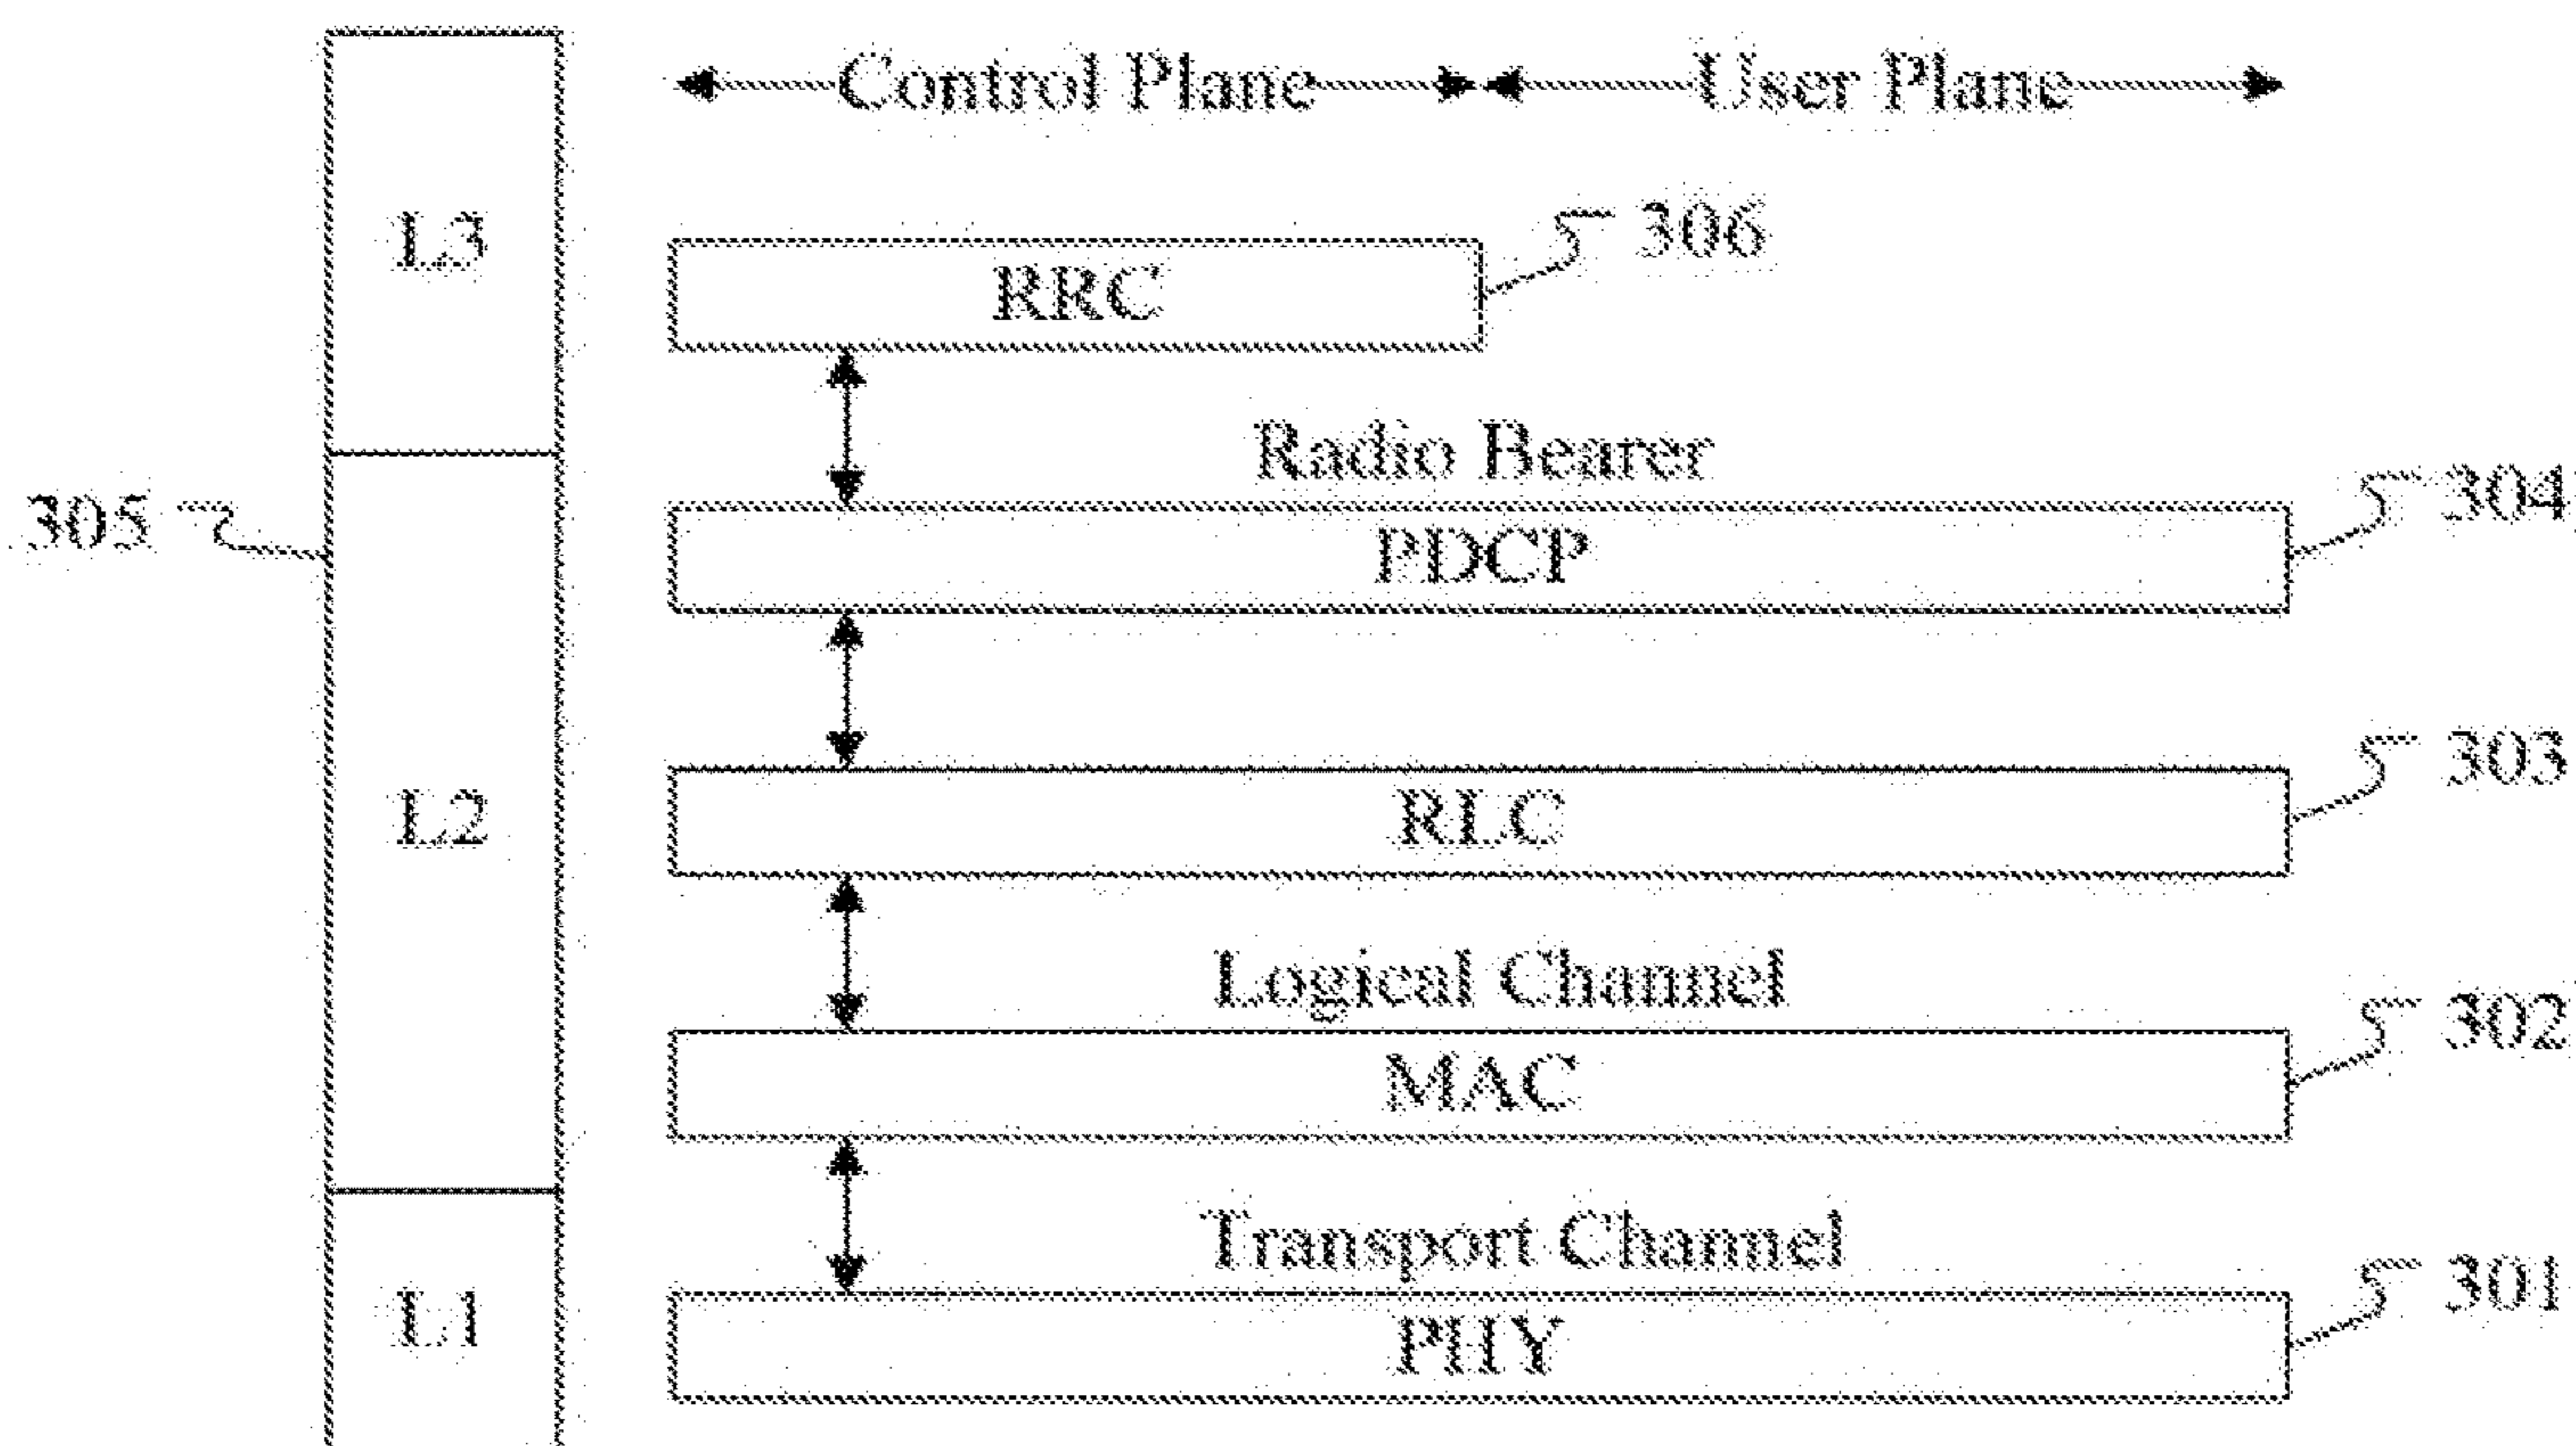 Control Plane
User Plane
L3
306
RRC
Radio Bearer
305
304
PDCP
303
L2
RLC
Logical Channel
302
MAC
Transport Channel
301
L1
PHY